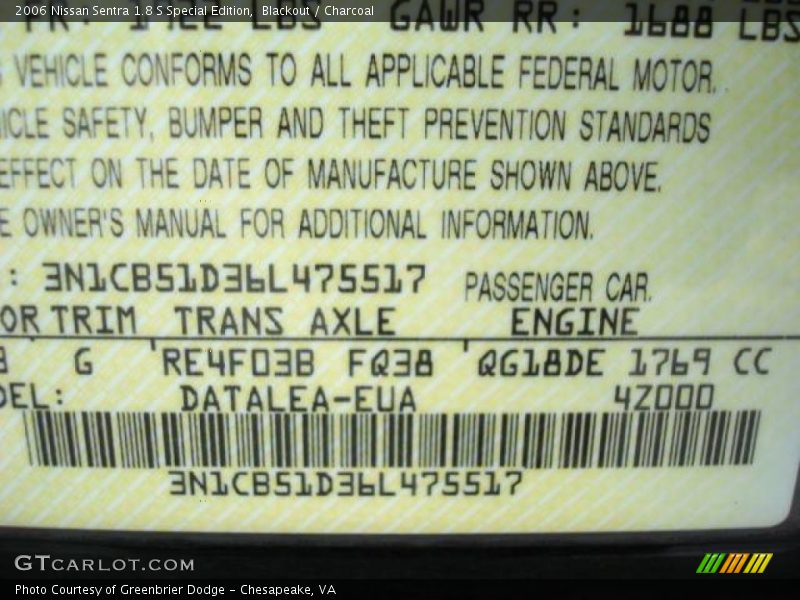 2006 Nissan Sentra 1.8 S Special Edition, Blackout / Charcoal
GAWR RR: 1688 LBS
VEHICLE CONFORMS TO ALL APPLICABLE FEDERAL MOTOR
SAFETY, BUMPER AND THEFT PREVENTION STANDARDS
EFFECT ON THE DATE OF MANUFACTURE SHOWN ABOVE.
OWNER'S MANUAL FOR ADDITIONAL INFORMATION.
: 3N1CB51D36L475517 PASSENGER CAR.
OR TRIM TRANS AXLE ENGINE
G RE4F03B FQ38 QG18DE 1769 CC
DEL: DATALEA-EUA 42000
3N1CB51D36L475517
GTCARLOT.COM
Photo Courtesy of Greenbrier Dodge - Chesapeake, VA